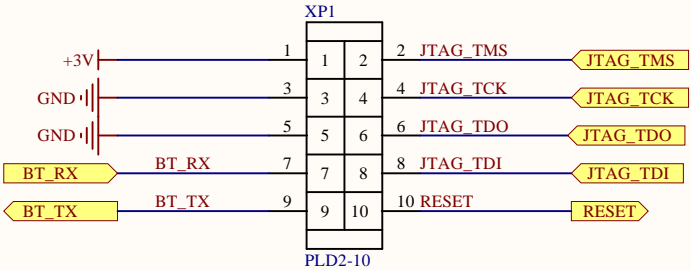 XP1
+3V 1 1 2 2 JTAG_TMS JTAG_TMS
GND 3 3 4 4 JTAG_TCK JTAG_TCK
GND 5 5 6 6 JTAG_TDO JTAG_TDO
BT_RX BT_RX 7 7 8 8 JTAG_TDI JTAG_TDI
BT_TX BT_TX 9 9 10 10 RESET RESET
PLD2-10